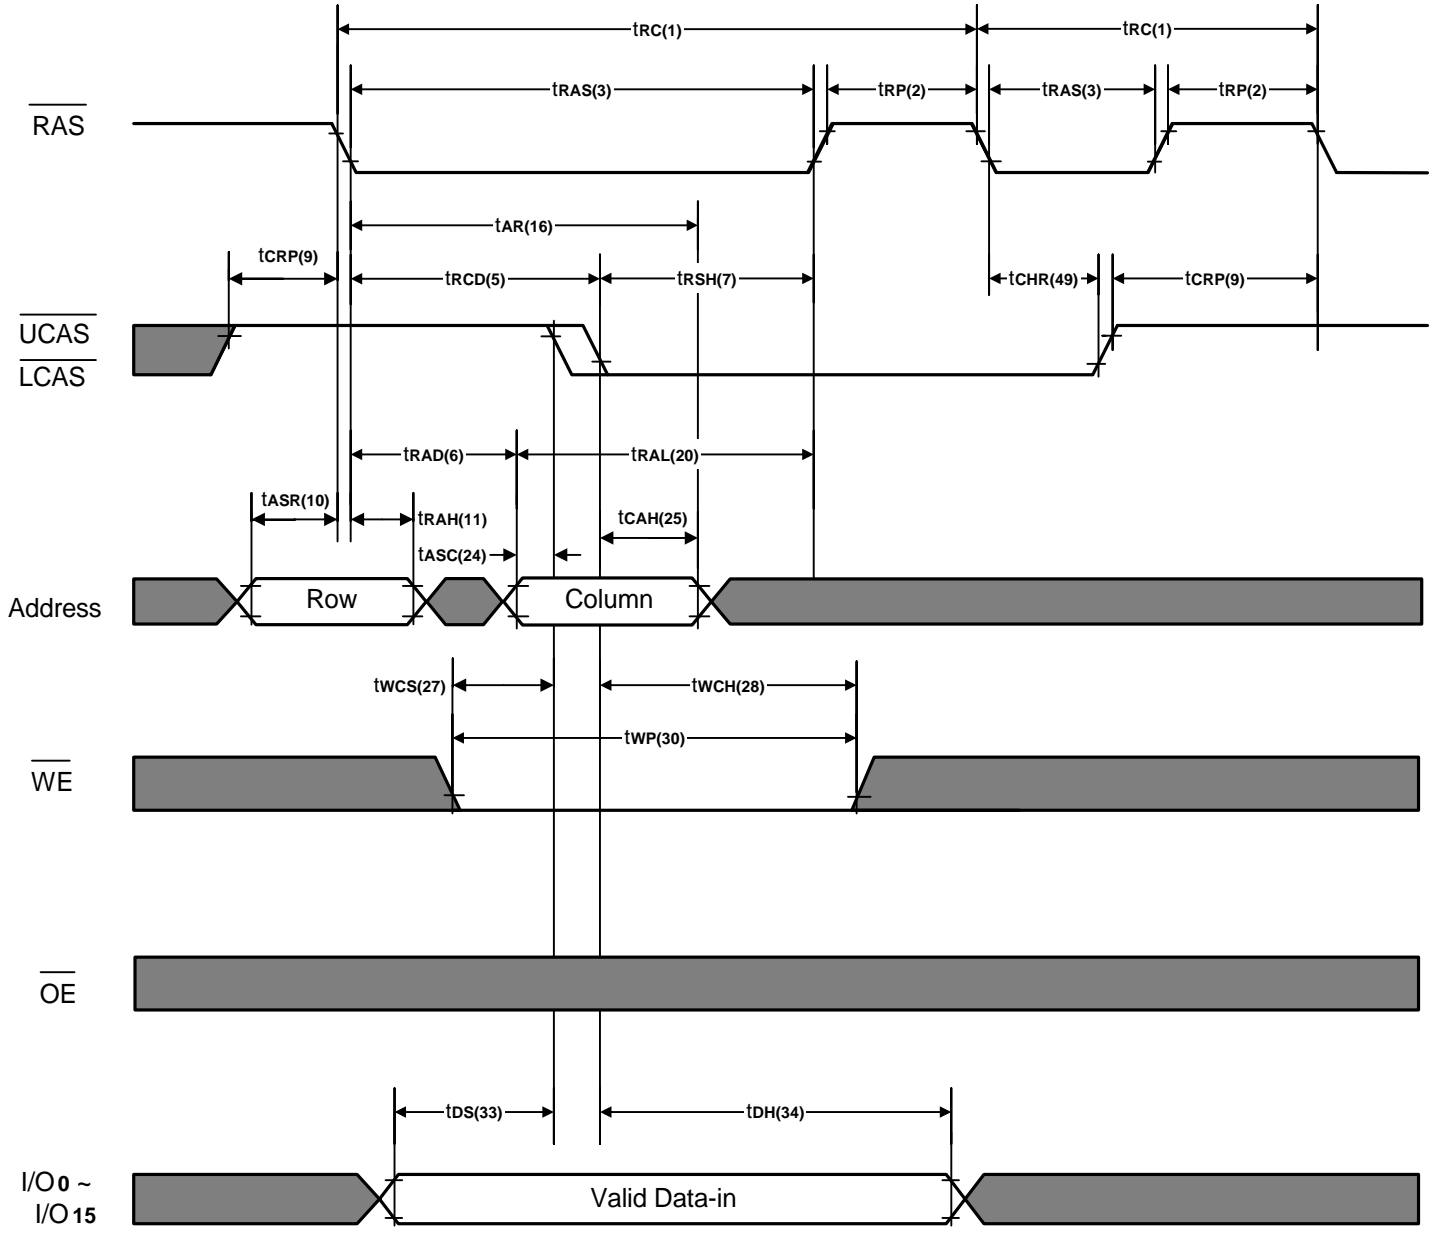 tRC(1) tRC(1)
tRAS(3) tRP(2) tRAS(3) tRP(2)
RAS
tAR(16)
tCRP(9) tRCD(5) tRSH(7) tCHR(49) tCRP(9)
UCAS
LCAS
tRAD(6) tRAL(20)
tASR(10) tRAH(11) tCAH(25)
tASC(24)
Address Row Column
tWCS(27) tWCH(28)
tWP(30)
WE
OE
tDS(33) tDH(34)
I/O 0 ~
I/O 15 Valid Data-in